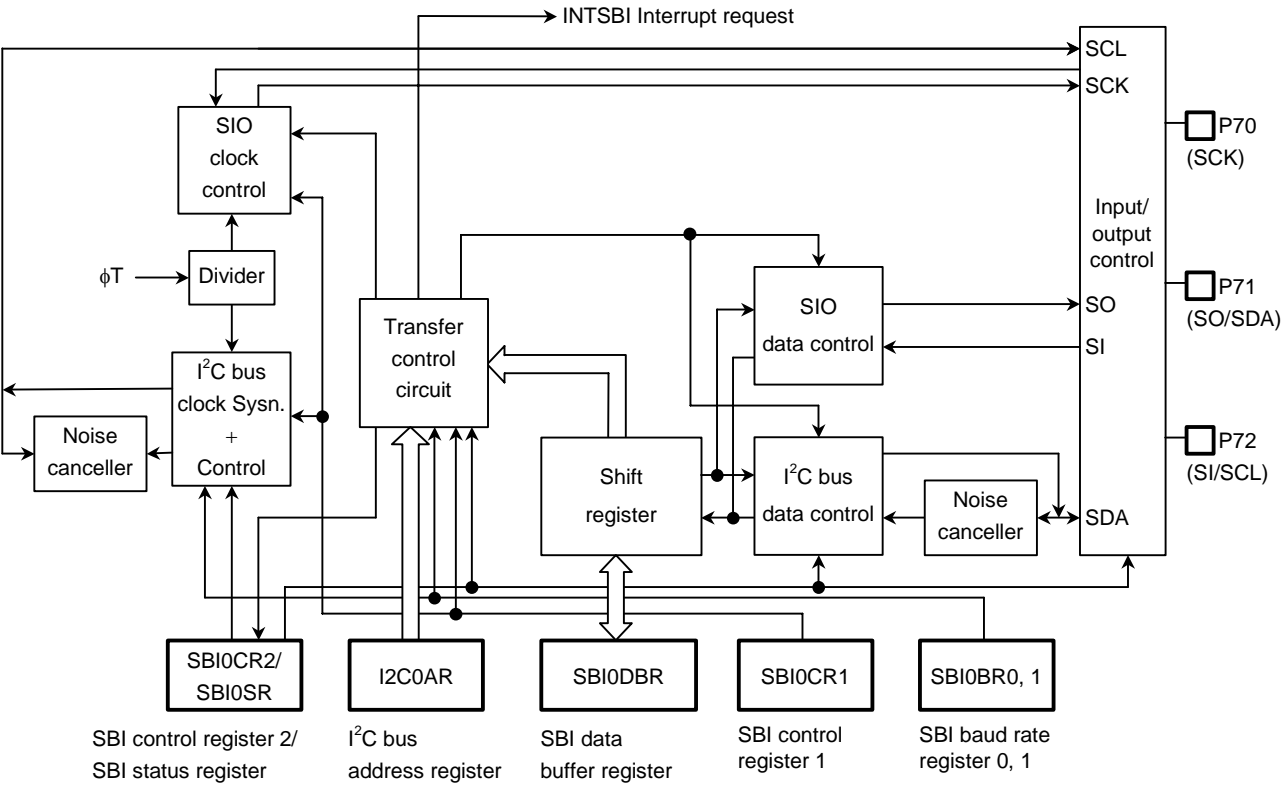 INTSBI Interrupt request
SCL
SCK
SIO
clock
control
P70
(SCK)
Input/
output
control
ϕT
Divider
P71
(SO/SDA)
SO
SI
SIO
data control
Transfer
control
circuit
I²C bus
clock Sysn.
+
Control
Noise
canceller
P72
(SI/SCL)
Shift
register
I²C bus
data control
Noise
canceller
SDA
SBI0CR2/
SBI0SR
I2C0AR
SBI0DBR
SBI0CR1
SBI0BR0, 1
SBI control register 2/
SBI status register
I²C bus
address register
SBI data
buffer register
SBI control
register 1
SBI baud rate
register 0, 1